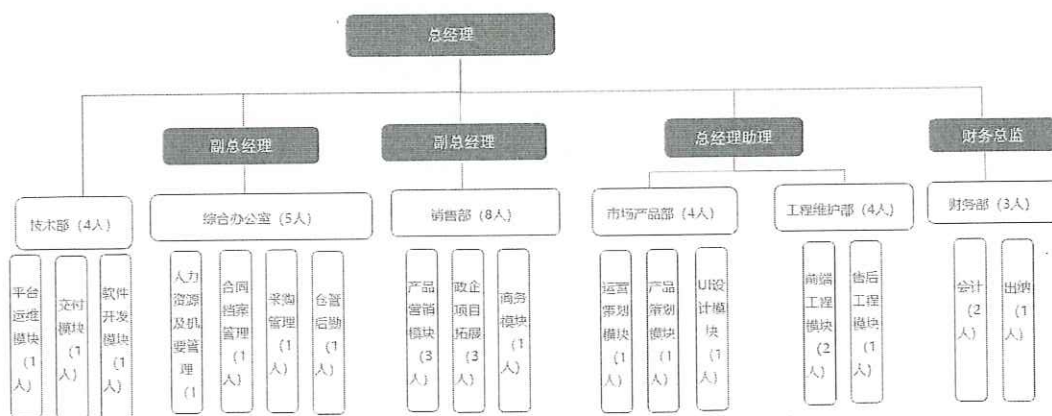 总经理
副总经理
副总经理
总经理助理
财务总监
技术部（4人）
综合办公室（5人）
销售部（8人）
市场产品部（4人）
工程维护部（4人）
财务部（3人）
平台运维模块（1人）
交付模块（1人）
软件开发模块（1人）
人力资源及机要管理（1
合同档案管理（1人）
采购管理（1人）
仓管后勤（1人）
产品营销模块（3人）
政企项目拓展（3人）
商务模块（1人）
运营策划模块（1人）
产品策划模块（1人）
UI设计模块（1人）
前端工程模块（2人）
售后工程模块（1人）
会计（2人）
出纳（1人）